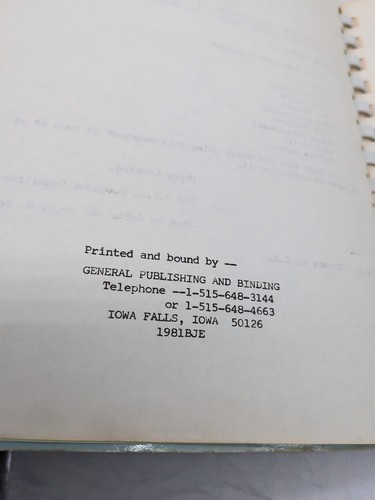 Printed and bound by --
GENERAL PUBLISHING AND BINDING
Telephone --1-515-648-3144
or 1-515-648-4663
IOWA FALLS, IOWA 50126
1981BJE